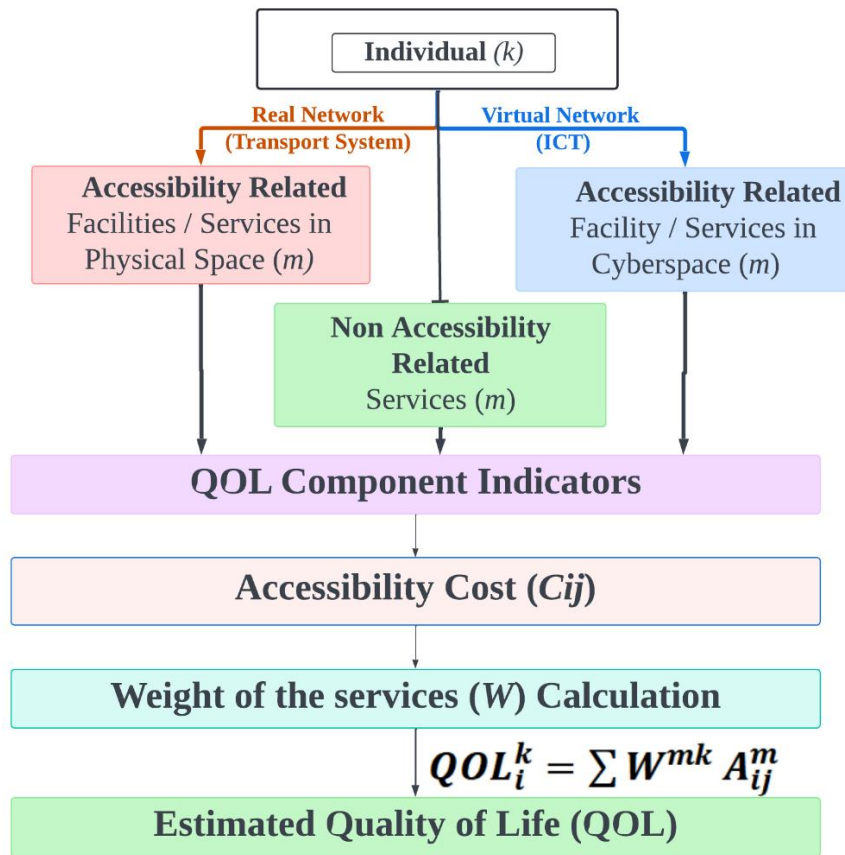 Individual (k)
Real Network
(Transport System)
Virtual Network
(ICT)
Accessibility Related
Facilities / Services in
Physical Space (m)
Accessibility Related
Facility / Services in
Cyberspace (m)
Non Accessibility
Related
Services (m)
QOL Component Indicators
Accessibility Cost (Cij)
Weight of the services (W) Calculation
QOL_i^k = ∑ W^{mk} A_{ij}^m
Estimated Quality of Life (QOL)